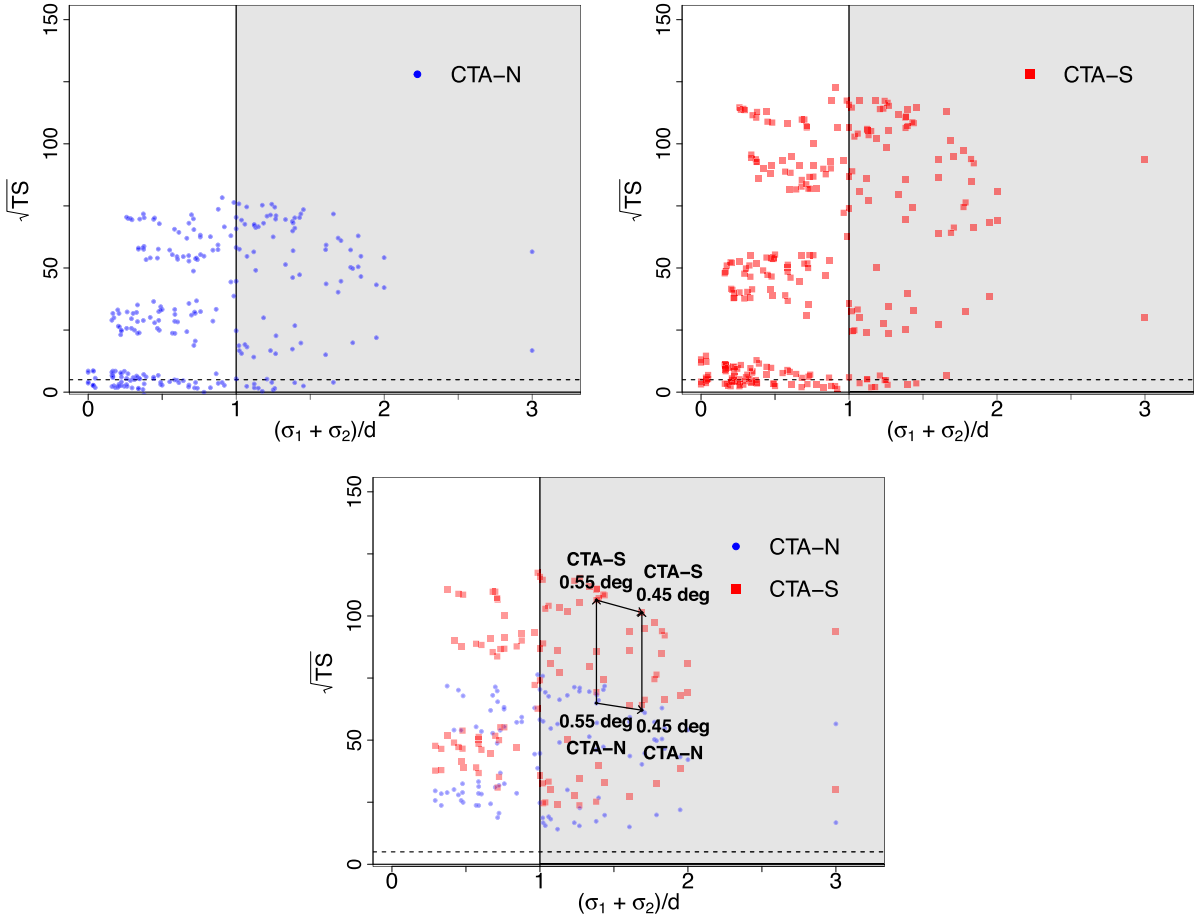 150
100
50
0
√TS
CTA−N
0 1 2 3
(σ₁ + σ₂)/d
150
100
50
0
√TS
CTA−S
0 1 2 3
(σ₁ + σ₂)/d
150
100
50
0
√TS
CTA−N
CTA−S
CTA−S
0.55 deg
CTA−S
0.45 deg
0.55 deg
CTA−N
0.45 deg
CTA−N
0 1 2 3
(σ₁ + σ₂)/d